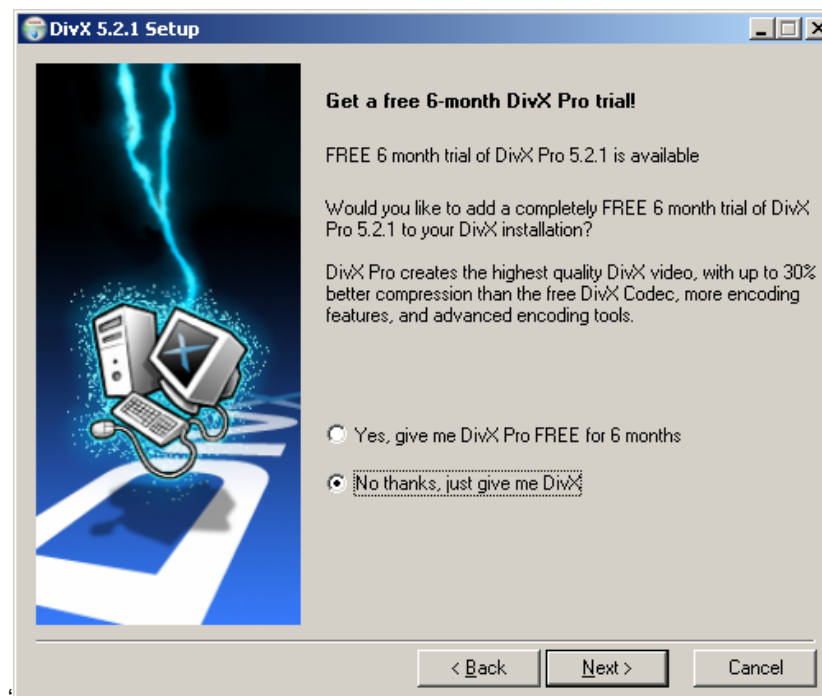 DivX 5.2.1 Setup
Get a free 6-month DivX Pro trial!
FREE 6 month trial of DivX Pro 5.2.1 is available
Would you like to add a completely FREE 6 month trial of DivX
Pro 5.2.1 to your DivX installation?
DivX Pro creates the highest quality DivX video, with up to 30%
better compression than the free DivX Codec, more encoding
features, and advanced encoding tools.
Yes, give me DivX Pro FREE for 6 months
No thanks, just give me DivX
< Back
Next >
Cancel